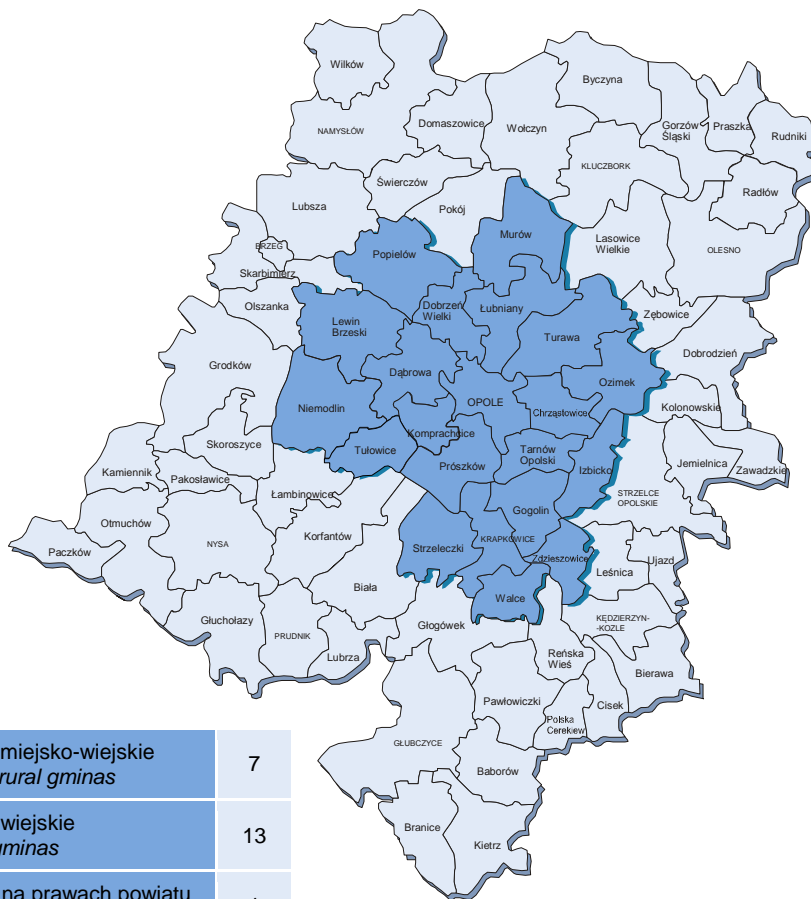 Wilków
Byczyna
Domaszowice
Wołczyn
Gorzów
Śląski
Praszka
Rudniki
NAMYSŁÓW
KLUCZBORK
Świerczów
Radłów
Lubsza
Pokój
Murów
Lasowice
Wielkie
OLESNO
BRZEG
Popielów
Skarbimierz
Olszanka
Dobrzeń
Wielki
Łubniany
Zębowice
Lewin
Brzeski
Turawa
Dobrodzień
Grodków
Dąbrowa
Ozimek
Niemodlin
OPOLE
Chrząstowice
Kolonowskie
Komprachcice
Skoroszyce
Tułowice
Prószków
Tarnów
Opolski
Izbicko
Jemielnica
Zawadzkie
Kamiennik
Pakosławice
Łambinowice
STRZELCE
OPOLSKIE
Otmuchów
Gogolin
Paczków
NYSA
Korfantów
Strzeleczki
KRAPKOWICE
Zdzieszowice
Leśnica
Ujazd
Biała
Walce
Głuchołazy
PRUDNIK
Lubrza
Głogówek
KĘDZIERZYN-
-KOZLE
Reńska
Wieś
Bierawa
Pawłowiczki
Cisek
Polska
Cerekiew
GŁUBCZYCE
Baborów
Branice
Kietrz
miejsko-wiejskie
rural gminas
7
wiejskie
gminas
13
na prawach powiatu